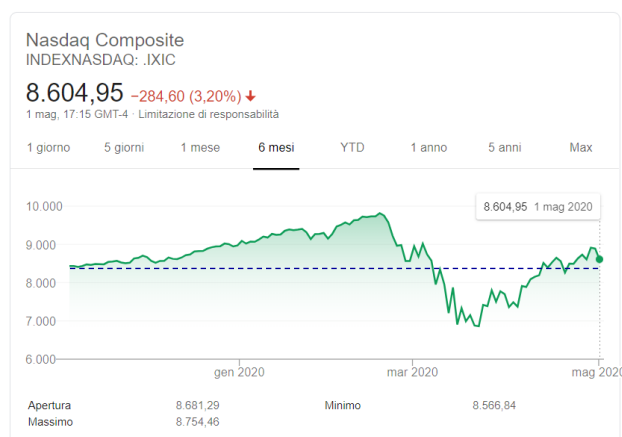 Nasdaq Composite
INDEXNASDAQ: .IXIC
8.604,95 −284,60 (3,20%) ↓
1 mag, 17:15 GMT-4 · Limitazione di responsabilità
1 giorno 5 giorni 1 mese 6 mesi YTD 1 anno 5 anni Max
8.604,95 1 mag 2020
10.000
9.000
8.000
7.000
6.000
gen 2020 mar 2020 mag 2020
Apertura 8.681,29 Minimo 8.566,84
Massimo 8.754,46